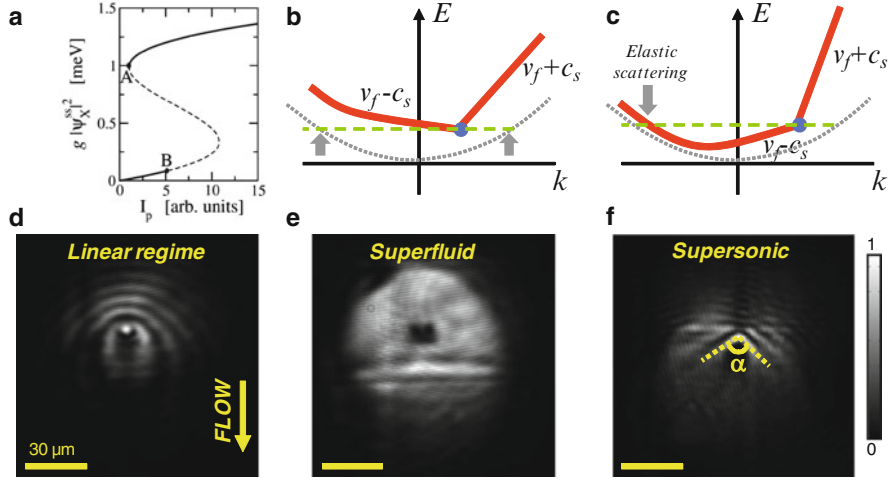 a
g |ψ_X^ss|² [meV]
1.5
1
0.5
0
A
B
0
5
10
15
I_p [arb. units]
b
E
v_f-c_s
v_f+c_s
k
c
E
Elastic
scattering
v_f+c_s
v_f-c_s
k
d
Linear regime
FLOW
30 µm
e
Superfluid
f
Supersonic
α
1
0